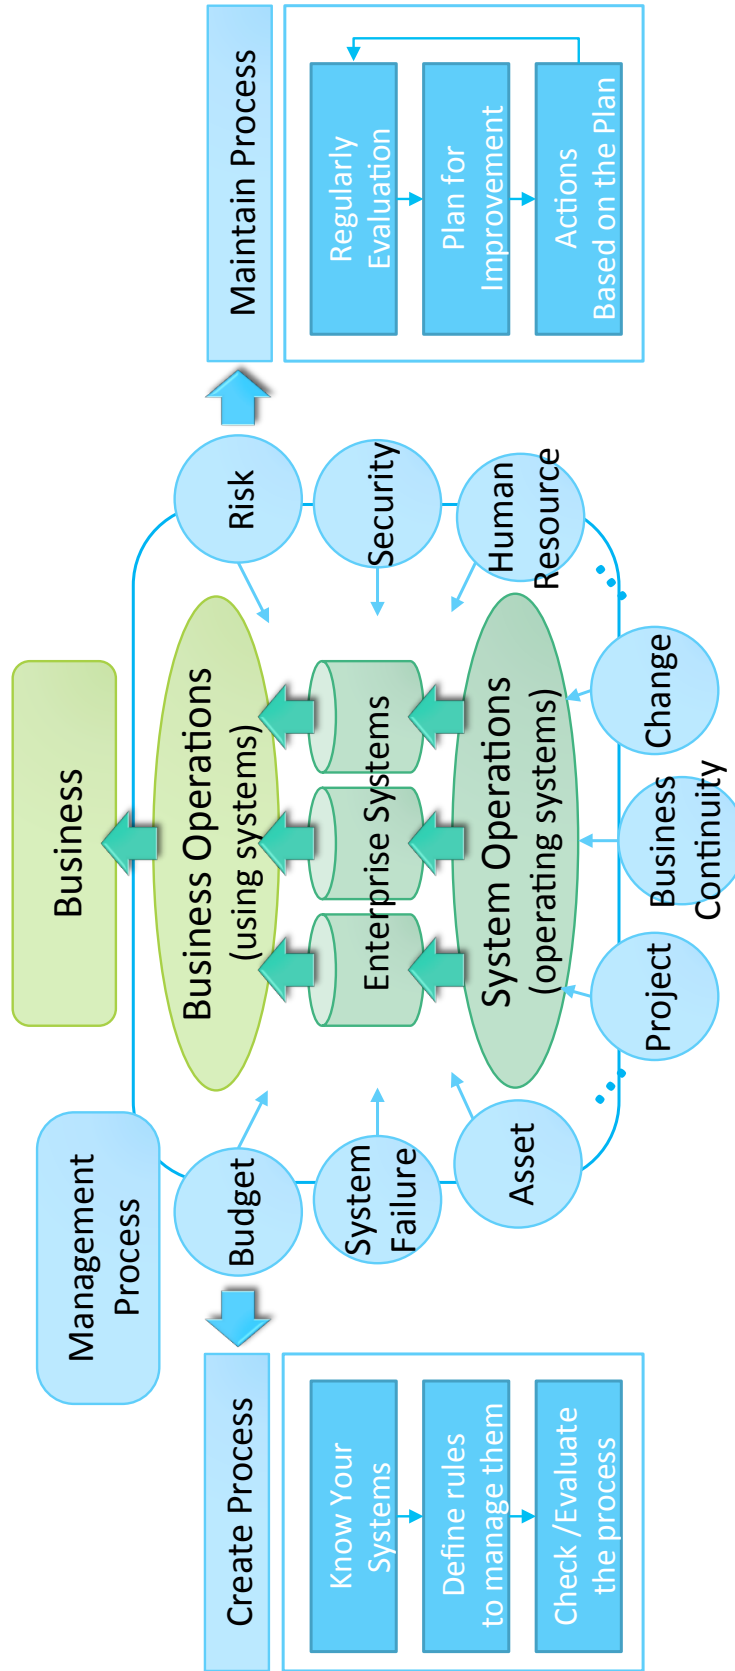 Business
Management
Process
Business Operations
(using systems)
Enterprise Systems
System Operations
(operating systems)
Budget
System
Failure
Asset
Project
Business
Continuity
Change
Human
Resource
Security
Risk
Create Process
Know Your
Systems
Define rules
to manage them
Check /Evaluate
the process
Maintain Process
Regularly
Evaluation
Plan for
Improvement
Actions
Based on the Plan